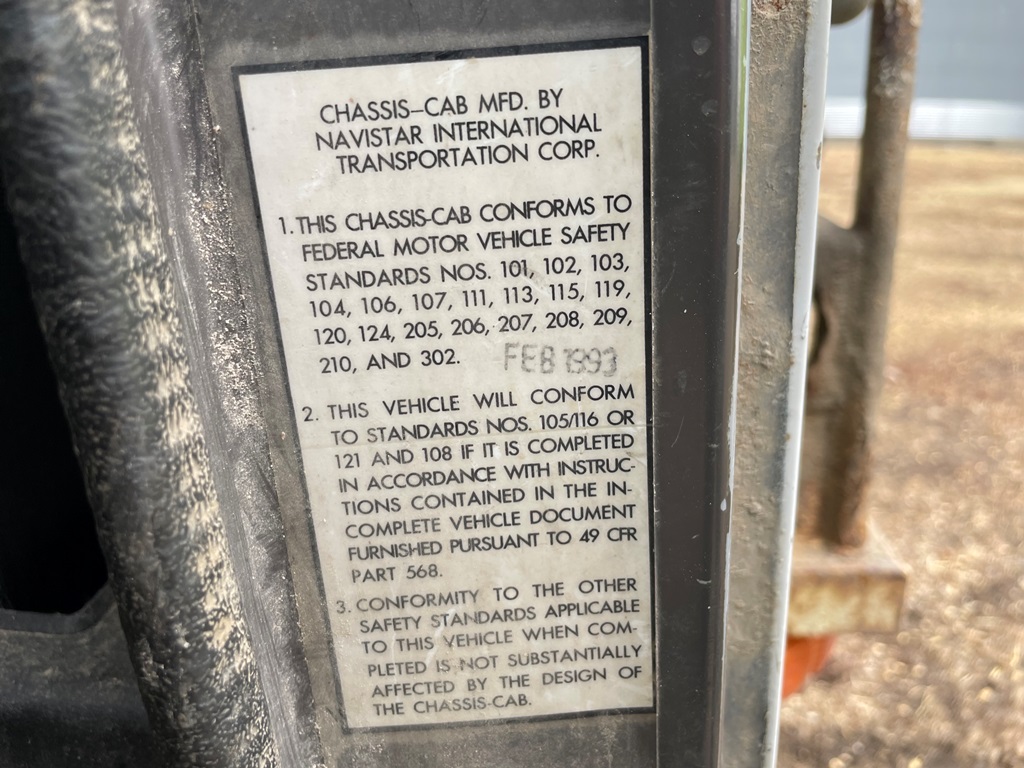 CHASSIS–CAB MFD. BY
NAVISTAR INTERNATIONAL
TRANSPORTATION CORP.
1. THIS CHASSIS-CAB CONFORMS TO
FEDERAL MOTOR VEHICLE SAFETY
STANDARDS NOS. 101, 102, 103,
104, 106, 107, 111, 113, 115, 119,
120, 124, 205, 206, 207, 208, 209,
210, AND 302. FEB 1993
2. THIS VEHICLE WILL CONFORM
TO STANDARDS NOS. 105/116 OR
121 AND 108 IF IT IS COMPLETED
IN ACCORDANCE WITH INSTRUC-
TIONS CONTAINED IN THE IN-
COMPLETE VEHICLE DOCUMENT
FURNISHED PURSUANT TO 49 CFR
PART 568.
3. CONFORMITY TO THE OTHER
SAFETY STANDARDS APPLICABLE
TO THIS VEHICLE WHEN COM-
PLETED IS NOT SUBSTANTIALLY
AFFECTED BY THE DESIGN OF
THE CHASSIS-CAB.